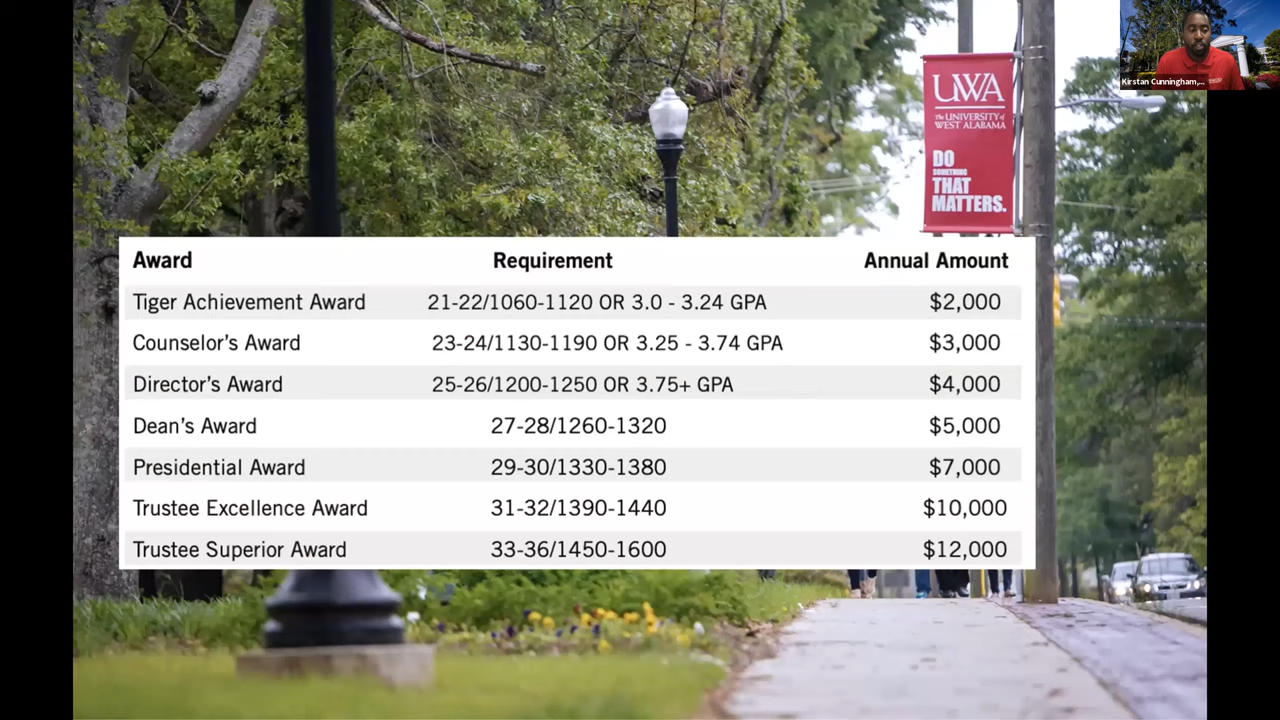 Kirstan Cunningham,...
UWA
The UNIVERSITY of
WEST ALABAMA
DO
SOMETHING
THAT
MATTERS.
Award Requirement Annual Amount
Tiger Achievement Award 21-22/1060-1120 OR 3.0 - 3.24 GPA $2,000
Counselor's Award 23-24/1130-1190 OR 3.25 - 3.74 GPA $3,000
Director's Award 25-26/1200-1250 OR 3.75+ GPA $4,000
Dean's Award 27-28/1260-1320 $5,000
Presidential Award 29-30/1330-1380 $7,000
Trustee Excellence Award 31-32/1390-1440 $10,000
Trustee Superior Award 33-36/1450-1600 $12,000